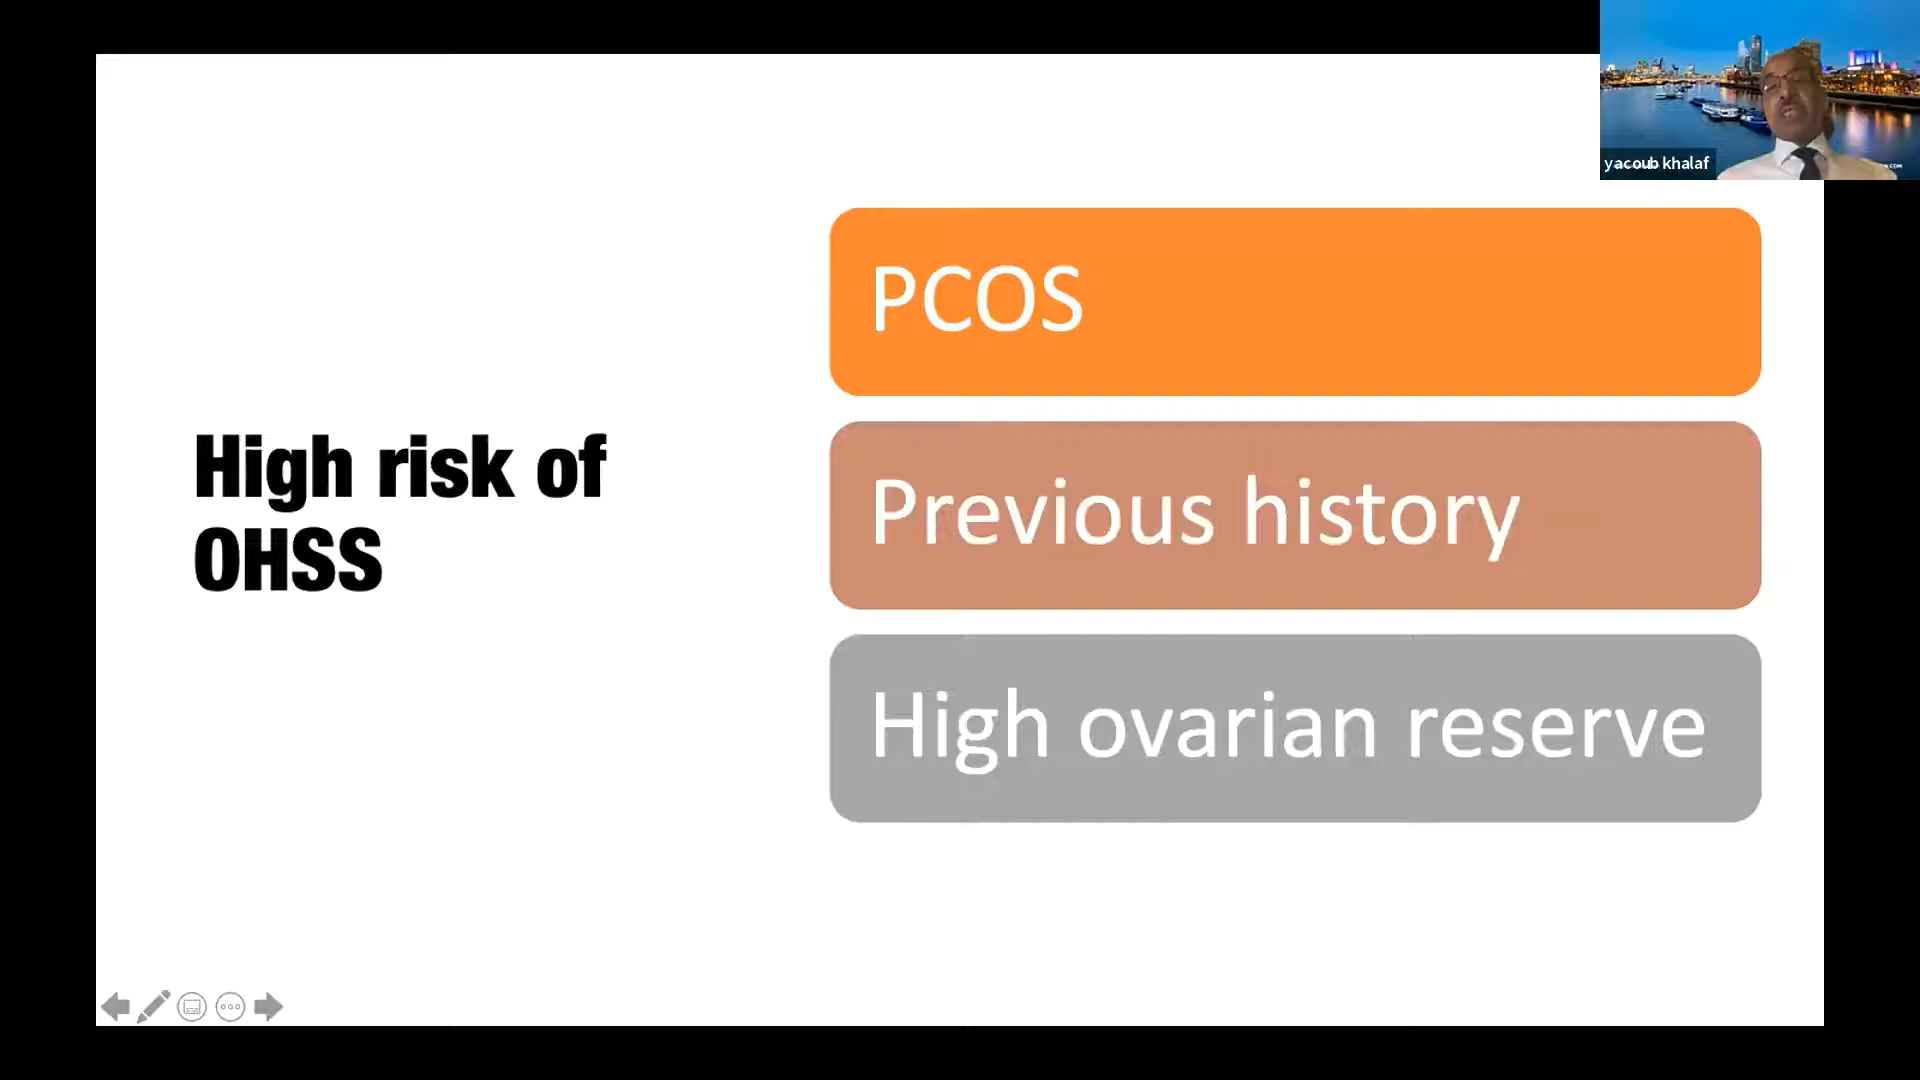 yacoub khalaf
High risk of
OHSS
PCOS
Previous history
High ovarian reserve